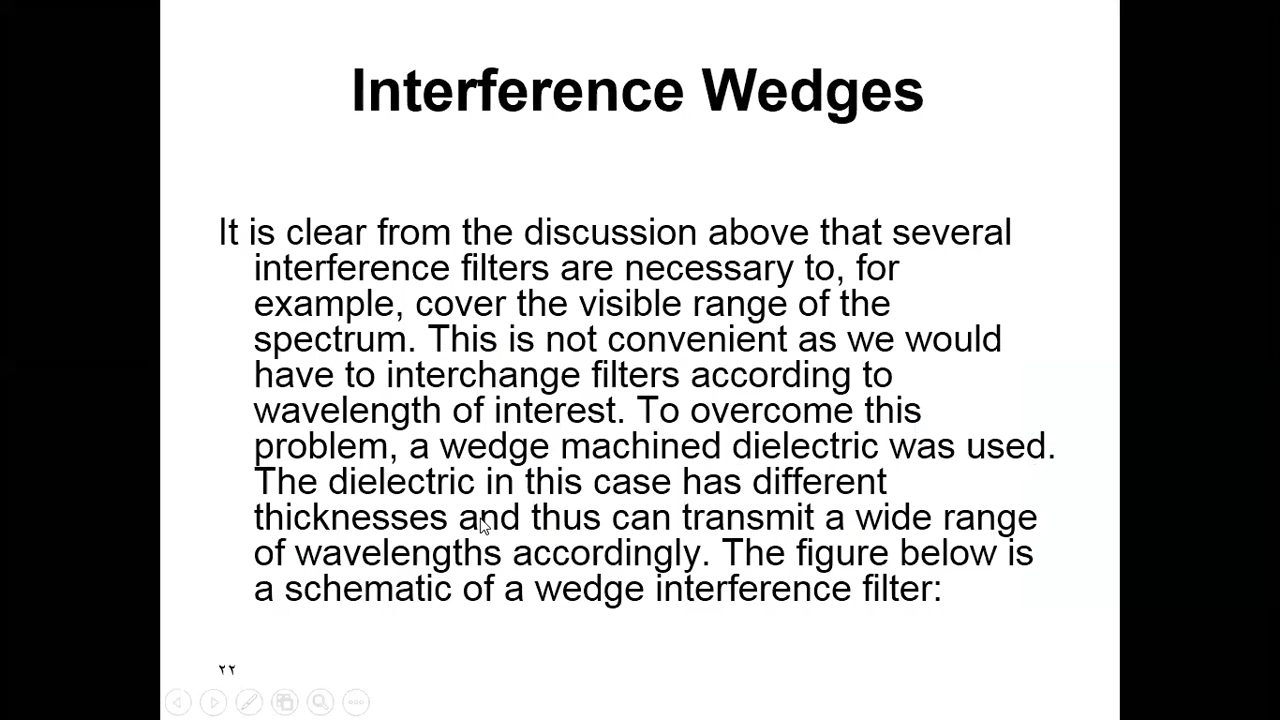 Interference Wedges
It is clear from the discussion above that several
interference filters are necessary to, for
example, cover the visible range of the
spectrum. This is not convenient as we would
have to interchange filters according to
wavelength of interest. To overcome this
problem, a wedge machined dielectric was used.
The dielectric in this case has different
thicknesses and thus can transmit a wide range
of wavelengths accordingly. The figure below is
a schematic of a wedge interference filter:
٢٢